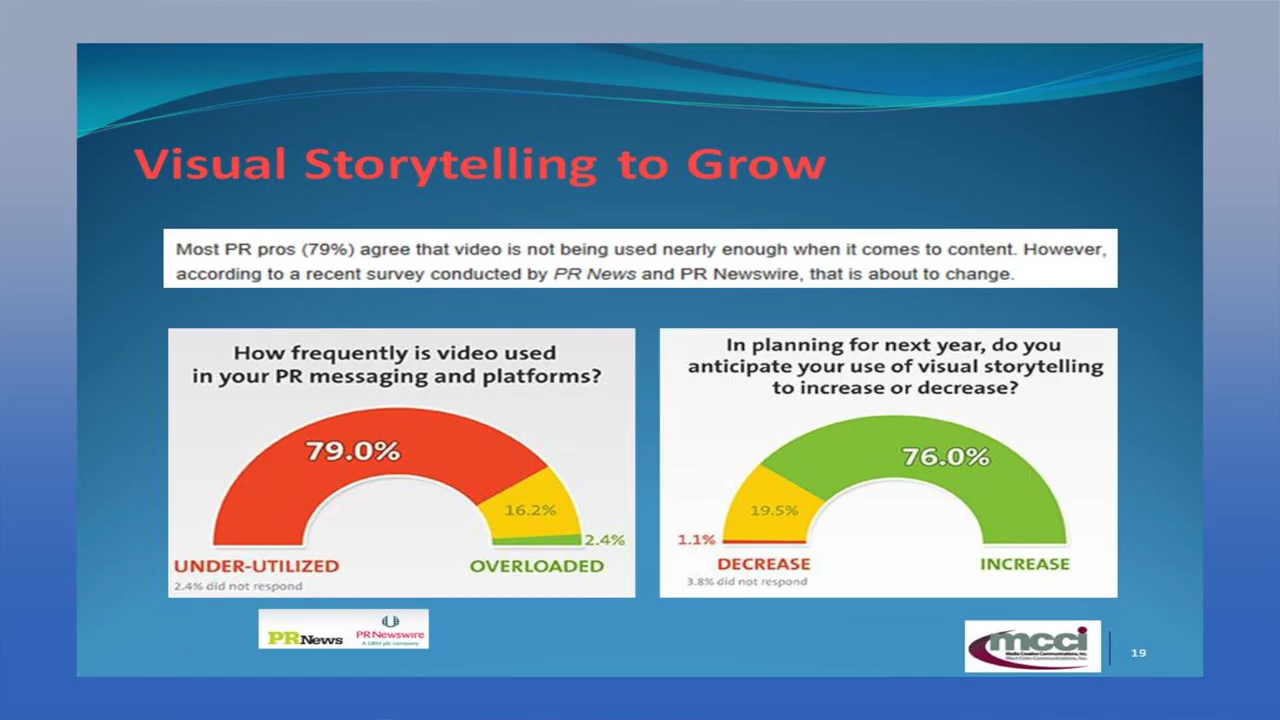 Visual Storytelling to Grow
Most PR pros (79%) agree that video is not being used nearly enough when it comes to content. However,
according to a recent survey conducted by PR News and PR Newswire, that is about to change.
How frequently is video used
in your PR messaging and platforms?
79.0%
16.2%
2.4%
UNDER-UTILIZED
OVERLOADED
2.4% did not respond
In planning for next year, do you
anticipate your use of visual storytelling
to increase or decrease?
76.0%
19.5%
1.1%
DECREASE
INCREASE
3.8% did not respond
PRNews
PR Newswire
A UBM plc company
mcci
19